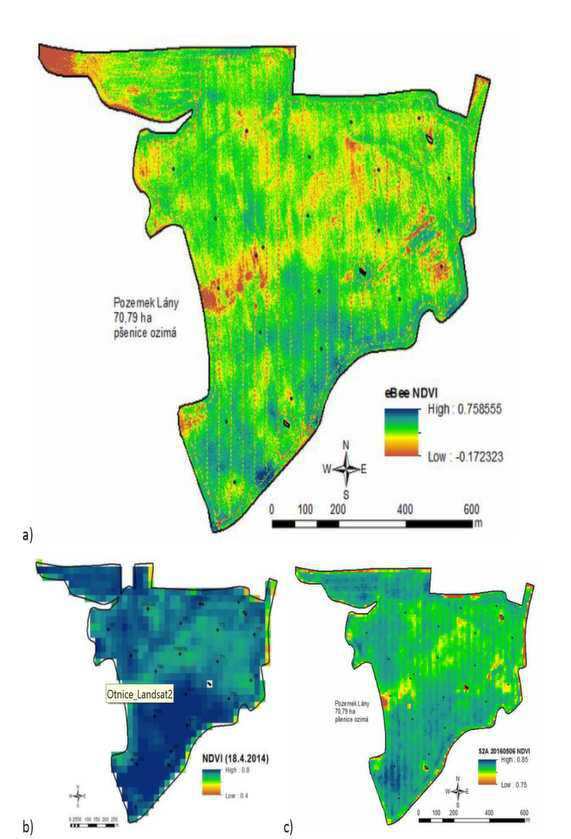 Pozemek Lány
70,79 ha
pšenice ozimá
eBee NDVI
High : 0.758555
Low : -0.172323
N
W E
S
0 100 200 400 600
m
a)
Otnice_Landsat2
NDVI (18.4.2014)
High : 0.8
Low : 0.4
b)
Pozemek Lány
70,79 ha
pšenice ozimá
S2A 20160506 NDVI
High : 0.85
Low : 0.75
N
W E
S
0 100 200 400 600
m
c)